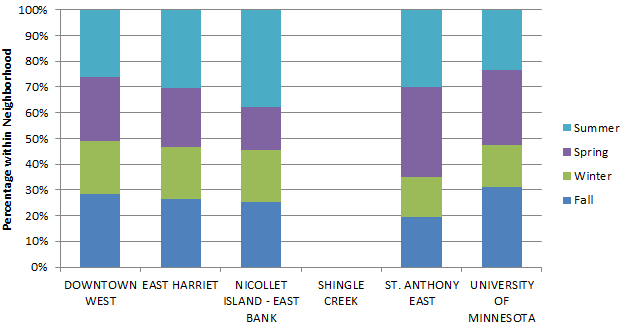 100%
90%
80%
70%
60%
50%
40%
30%
20%
10%
0%
Percentage within Neighborhood
DOWNTOWN
WEST
EAST HARRIET
NICOLLET
ISLAND - EAST
BANK
SHINGLE
CREEK
ST. ANTHONY
EAST
UNIVERSITY
OF
MINNESOTA
Summer
Spring
Winter
Fall